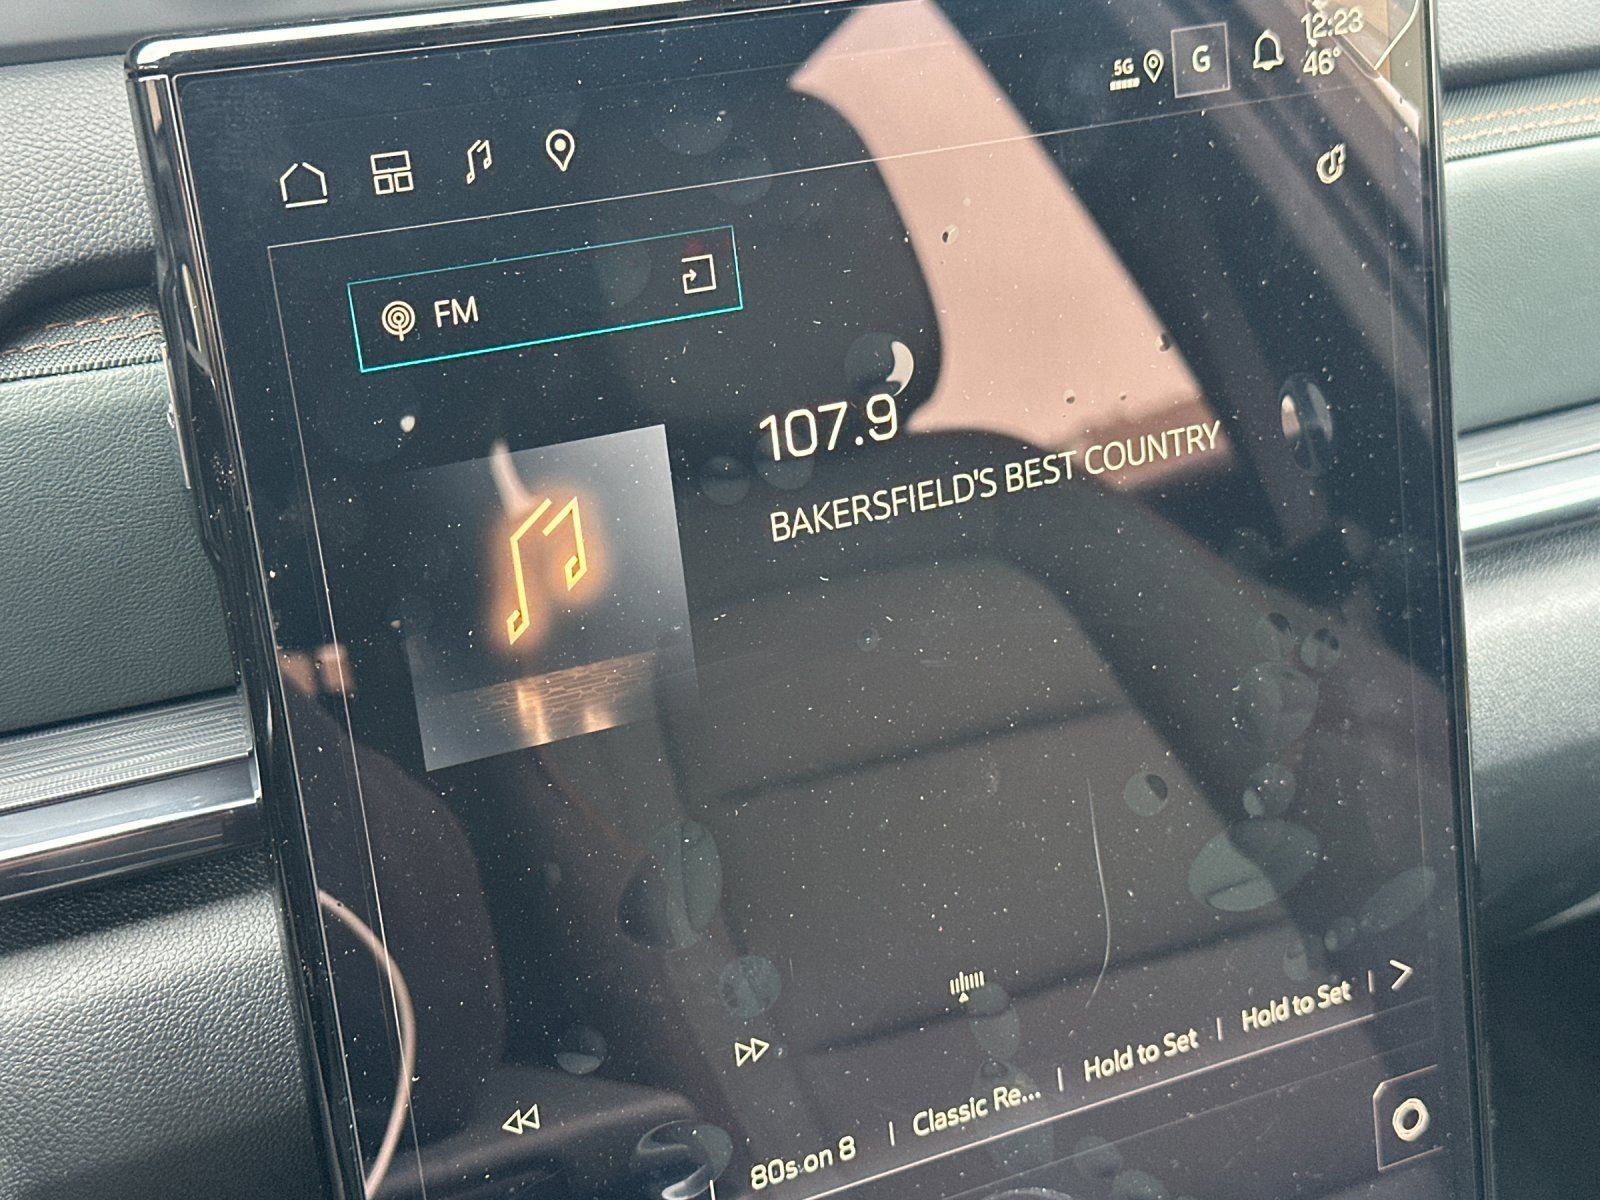 5G G 12:23
46°
FM
107.9
BAKERSFIELD'S BEST COUNTRY
80s on 8 | Classic Re... | Hold to Set | Hold to Set |